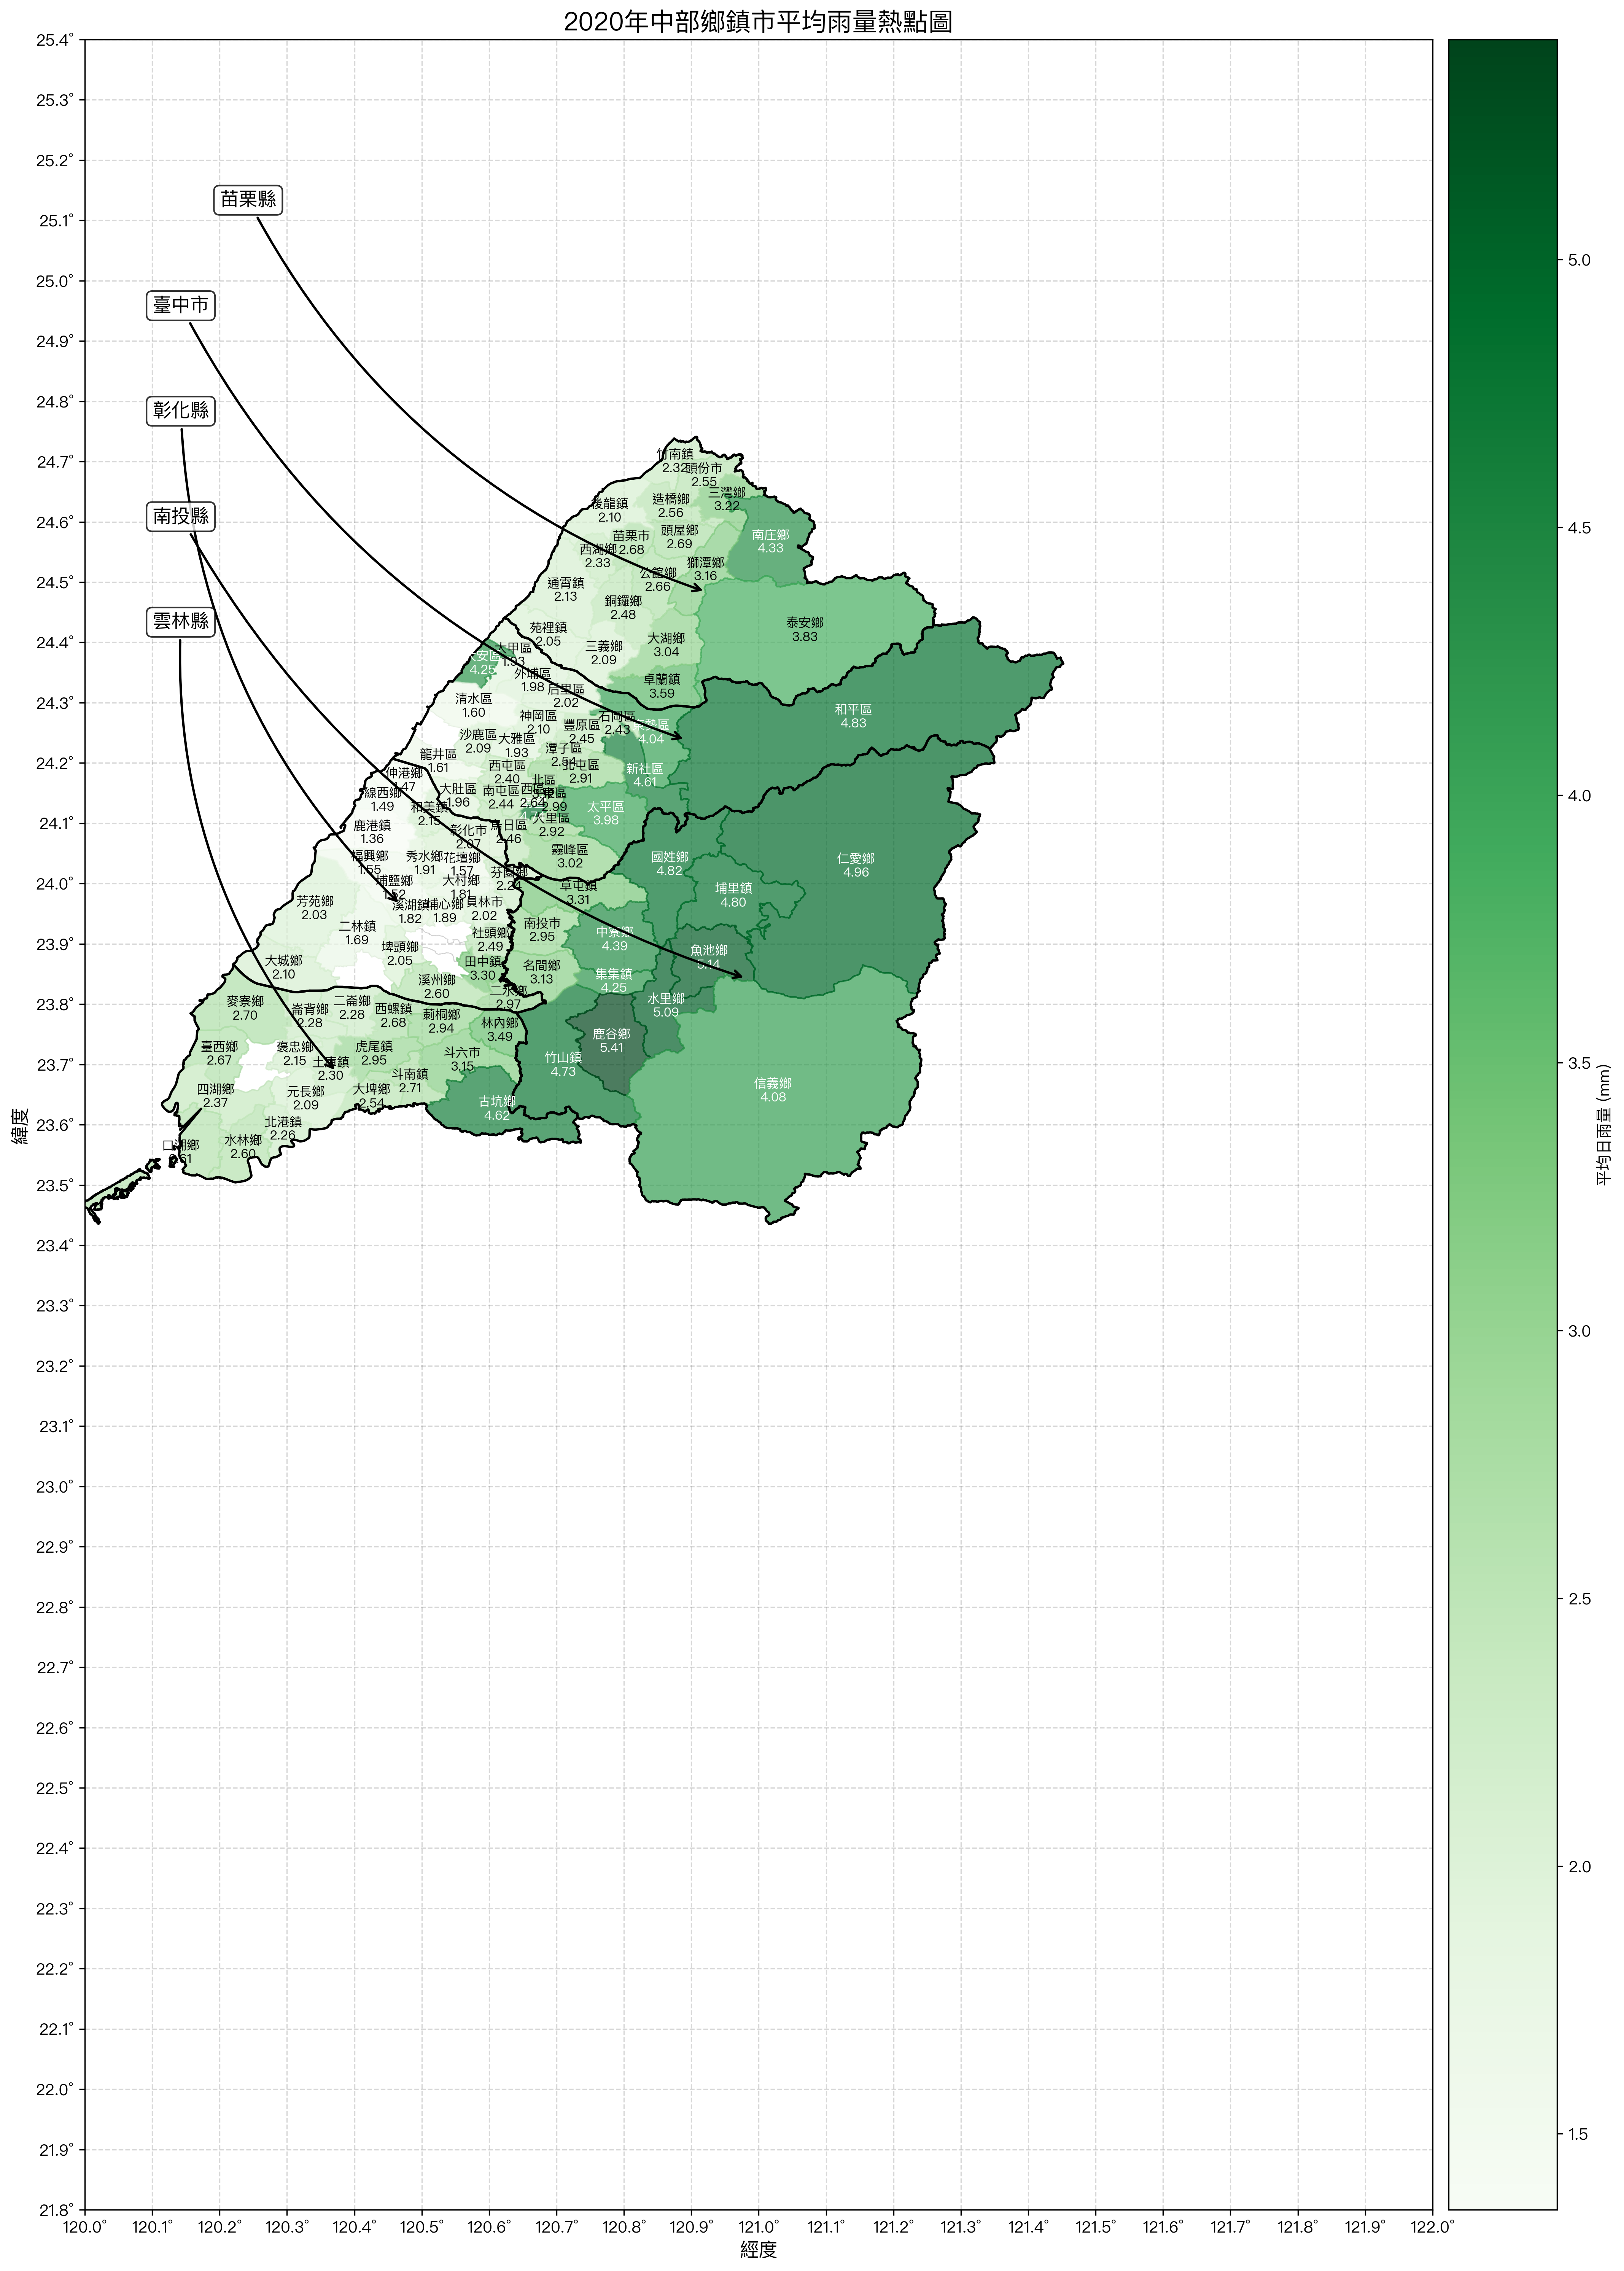 2020年中部鄉鎮市平均雨量熱點圖
25.4°
25.3°
25.2°
25.1°
25.0°
24.9°
24.8°
24.7°
24.6°
24.5°
24.4°
24.3°
24.2°
24.1°
24.0°
23.9°
23.8°
23.7°
23.6°
23.5°
23.4°
23.3°
23.2°
23.1°
23.0°
22.9°
22.8°
22.7°
22.6°
22.5°
22.4°
22.3°
22.2°
22.1°
22.0°
21.9°
21.8°
緯度
苗栗縣
臺中市
彰化縣
南投縣
雲林縣
竹南鎮
2.32
頭份市
2.55
三灣鄉
3.22
造橋鄉
2.56
後龍鎮
2.10
南庄鄉
4.33
頭屋鄉
2.69
苗栗市
2.68
西湖鄉
2.33
獅潭鄉
3.16
公館鄉
2.66
通霄鎮
2.13
銅鑼鄉
2.48
泰安鄉
3.83
苑裡鎮
2.05
大湖鄉
3.04
三義鄉
2.09
卓蘭鎮
3.59
大甲區
1.93
安區
4.25
外埔區
1.98
后里區
2.02
清水區
1.60
和平區
4.83
神岡區
2.10
石岡區
2.43
豐原區
2.45
勢區
4.04
沙鹿區
2.09
大雅區
1.93
潭子區
龍井區
1.61
西屯區
2.40
北屯區
2.91
新社區
4.61
伸港鄉
線西鄉
1.49
大肚區
1.96
南屯區
2.44
北區
西區
2.64
2.99
太平區
3.98
和美鎮
2.15
鹿港鎮
1.36
彰化市
2.07
烏日區
2.46
大里區
2.92
霧峰區
3.02
國姓鄉
4.82
仁愛鄉
4.96
福興鄉
1.55
秀水鄉
1.91
花壇鄉
1.57
芬園鄉
2.24
草屯鎮
3.31
埔里鎮
4.80
埔鹽鄉
1.52
大村鄉
1.81
芳苑鄉
2.03
溪湖鎮
1.82
埔心鄉
1.89
員林市
2.02
二林鎮
1.69
社頭鄉
2.49
南投市
2.95
中寮鄉
4.39
埤頭鄉
2.05
魚池鄉
5.14
大城鄉
2.10
田中鎮
3.30
名間鄉
3.13
集集鎮
4.25
溪州鄉
2.60
二水鄉
2.97
水里鄉
5.09
麥寮鄉
2.70
崙背鄉
2.28
二崙鄉
2.28
西螺鎮
2.68
莿桐鄉
2.94
林內鄉
3.49
鹿谷鄉
5.41
臺西鄉
2.67
褒忠鄉
2.15
土庫鎮
2.30
虎尾鎮
2.95
斗六市
3.15
竹山鎮
4.73
斗南鎮
2.71
信義鄉
4.08
四湖鄉
2.37
元長鄉
2.09
大埤鄉
2.54
古坑鄉
4.62
北港鎮
2.26
口湖鄉
水林鄉
2.60
120.0°
120.1°
120.2°
120.3°
120.4°
120.5°
120.6°
120.7°
120.8°
120.9°
121.0°
121.1°
121.2°
121.3°
121.4°
121.5°
121.6°
121.7°
121.8°
121.9°
122.0°
經度
5.0
4.5
4.0
3.5
3.0
2.5
2.0
1.5
平均日雨量 (mm)